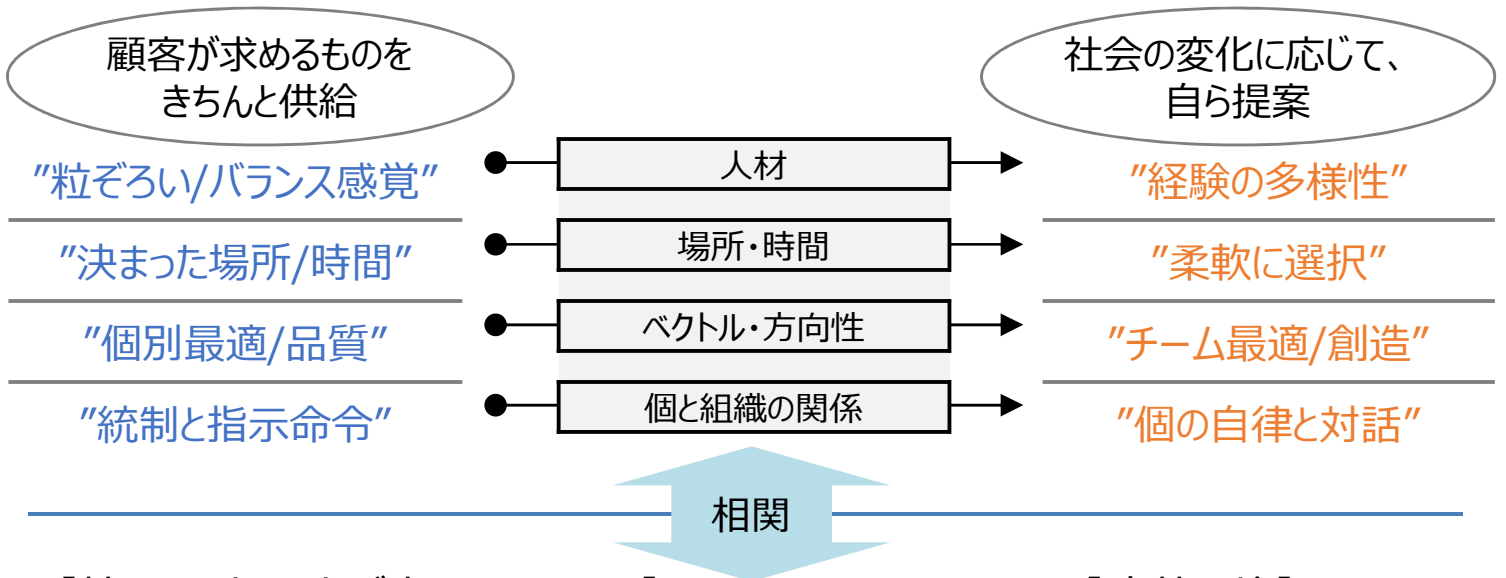 顧客が求めるものを
きちんと供給
社会の変化に応じて、
自ら提案
”粒ぞろい/バランス感覚”
人材
”経験の多様性”
”決まった場所/時間”
場所・時間
”柔軟に選択”
”個別最適/品質”
ベクトル・方向性
”チーム最適/創造”
”統制と指示命令”
個と組織の関係
”個の自律と対話”
相関